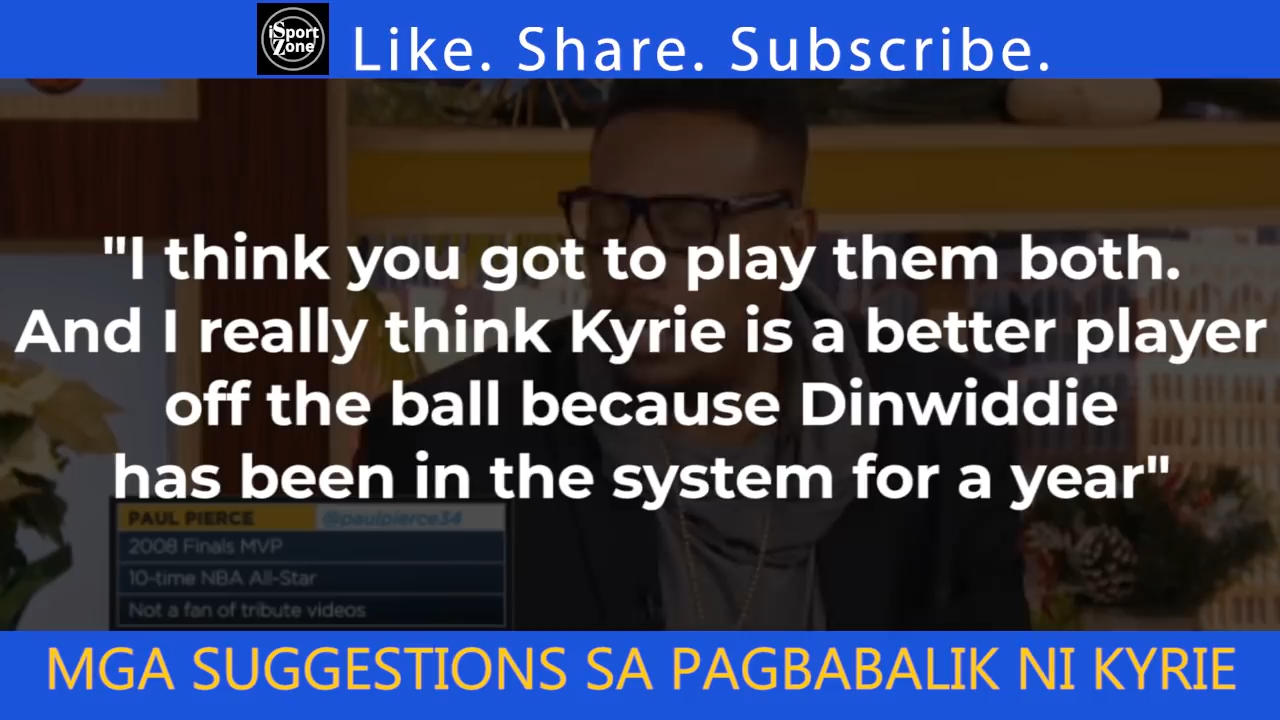 iSport
Zone
Like. Share. Subscribe.
"I think you got to play them both.
And I really think Kyrie is a better player
off the ball because Dinwiddie
has been in the system for a year"
PAUL PIERCE @paulpierce34
2008 Finals MVP
10-time NBA All-Star
Not a fan of tribute videos
MGA SUGGESTIONS SA PAGBABALIK NI KYRIE